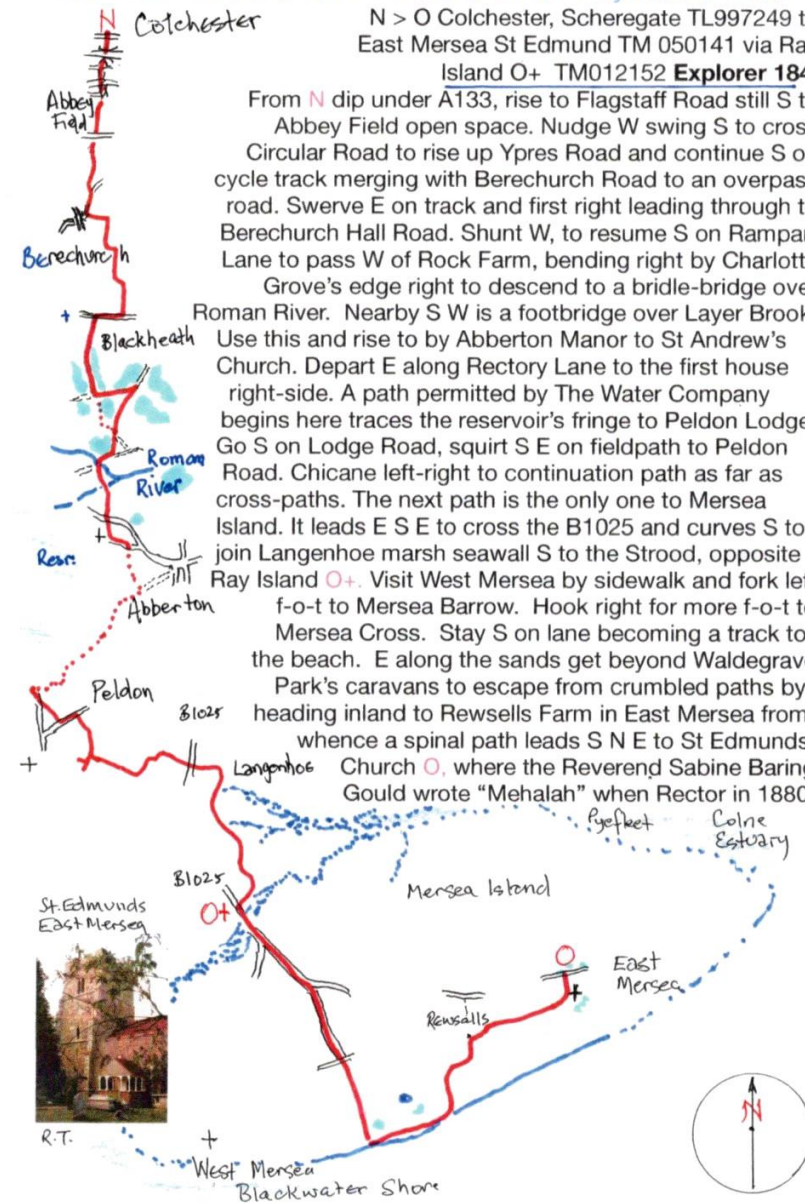 N > O Colchester, Scheregate TL997249 t
East Mersea St Edmund TM 050141 via Ra
Island O+ TM012152 Explorer 184
From N dip under A133, rise to Flagstaff Road still S t
Abbey Field open space. Nudge W swing S to cros
Circular Road to rise up Ypres Road and continue S o
cycle track merging with Berechurch Road to an overpas
road. Swerve E on track and first right leading through t
Berechurch Hall Road. Shunt W, to resume S on Rampa
Lane to pass W of Rock Farm, bending right by Charlott
Grove's edge right to descend to a bridle-bridge ove
Roman River. Nearby S W is a footbridge over Layer Brook
Use this and rise to by Abberton Manor to St Andrew's
Church. Depart E along Rectory Lane to the first house
right-side. A path permitted by The Water Company
begins here traces the reservoir's fringe to Peldon Lodge
Go S on Lodge Road, squirt S E on fieldpath to Peldon
Road. Chicane left-right to continuation path as far as
cross-paths. The next path is the only one to Mersea
Island. It leads E S E to cross the B1025 and curves S to
join Langenhoe marsh seawall S to the Strood, opposite
Ray Island O+. Visit West Mersea by sidewalk and fork lef
f-o-t to Mersea Barrow. Hook right for more f-o-t t
Mersea Cross. Stay S on lane becoming a track to
the beach. E along the sands get beyond Waldegrav
Park's caravans to escape from crumbled paths by
heading inland to Rewsells Farm in East Mersea from
whence a spinal path leads S N E to St Edmunds
Church O, where the Reverend Sabine Baring
Gould wrote "Mehalah" when Rector in 1880
N
Colchester
Abbey
Field
Berechurch
Blackheath
Roman
River
Resr.
Abberton
Peldon
B1025
Langenhoe
Pyefleet
Colne
Estuary
B1025
Mersea Island
O+
St. Edmunds
East Mersea
O
East
Mersea
Rewsalls
R.T.
West Mersea
Blackwater Shore
N